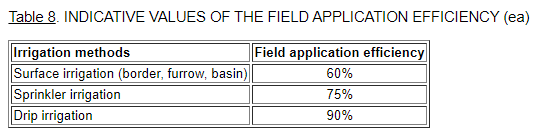 Table 8. INDICATIVE VALUES OF THE FIELD APPLICATION EFFICIENCY (ea)
Irrigation methods Field application efficiency
Surface irrigation (border, furrow, basin) 60%
Sprinkler irrigation 75%
Drip irrigation 90%